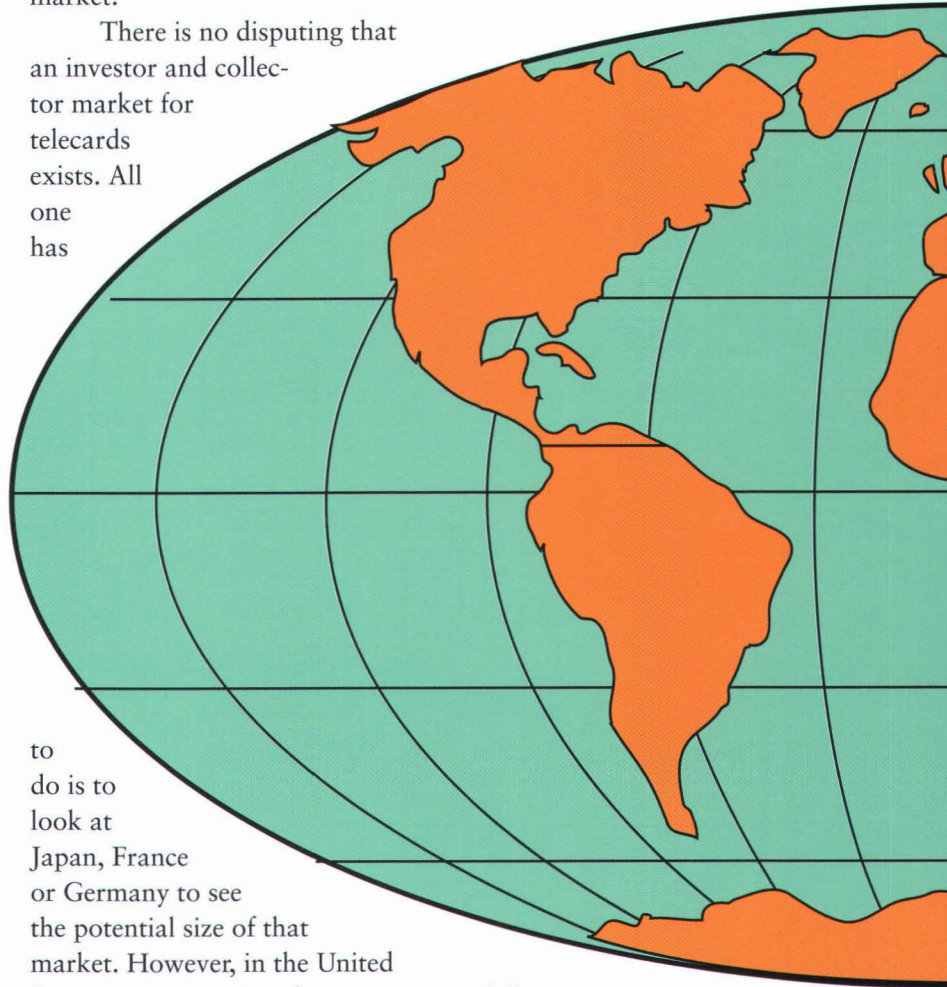 market.
There is no disputing that
an investor and collec-
tor market for
telecards
exists. All
one
has
to
do is to
look at
Japan, France
or Germany to see
the potential size of that
market. However, in the United